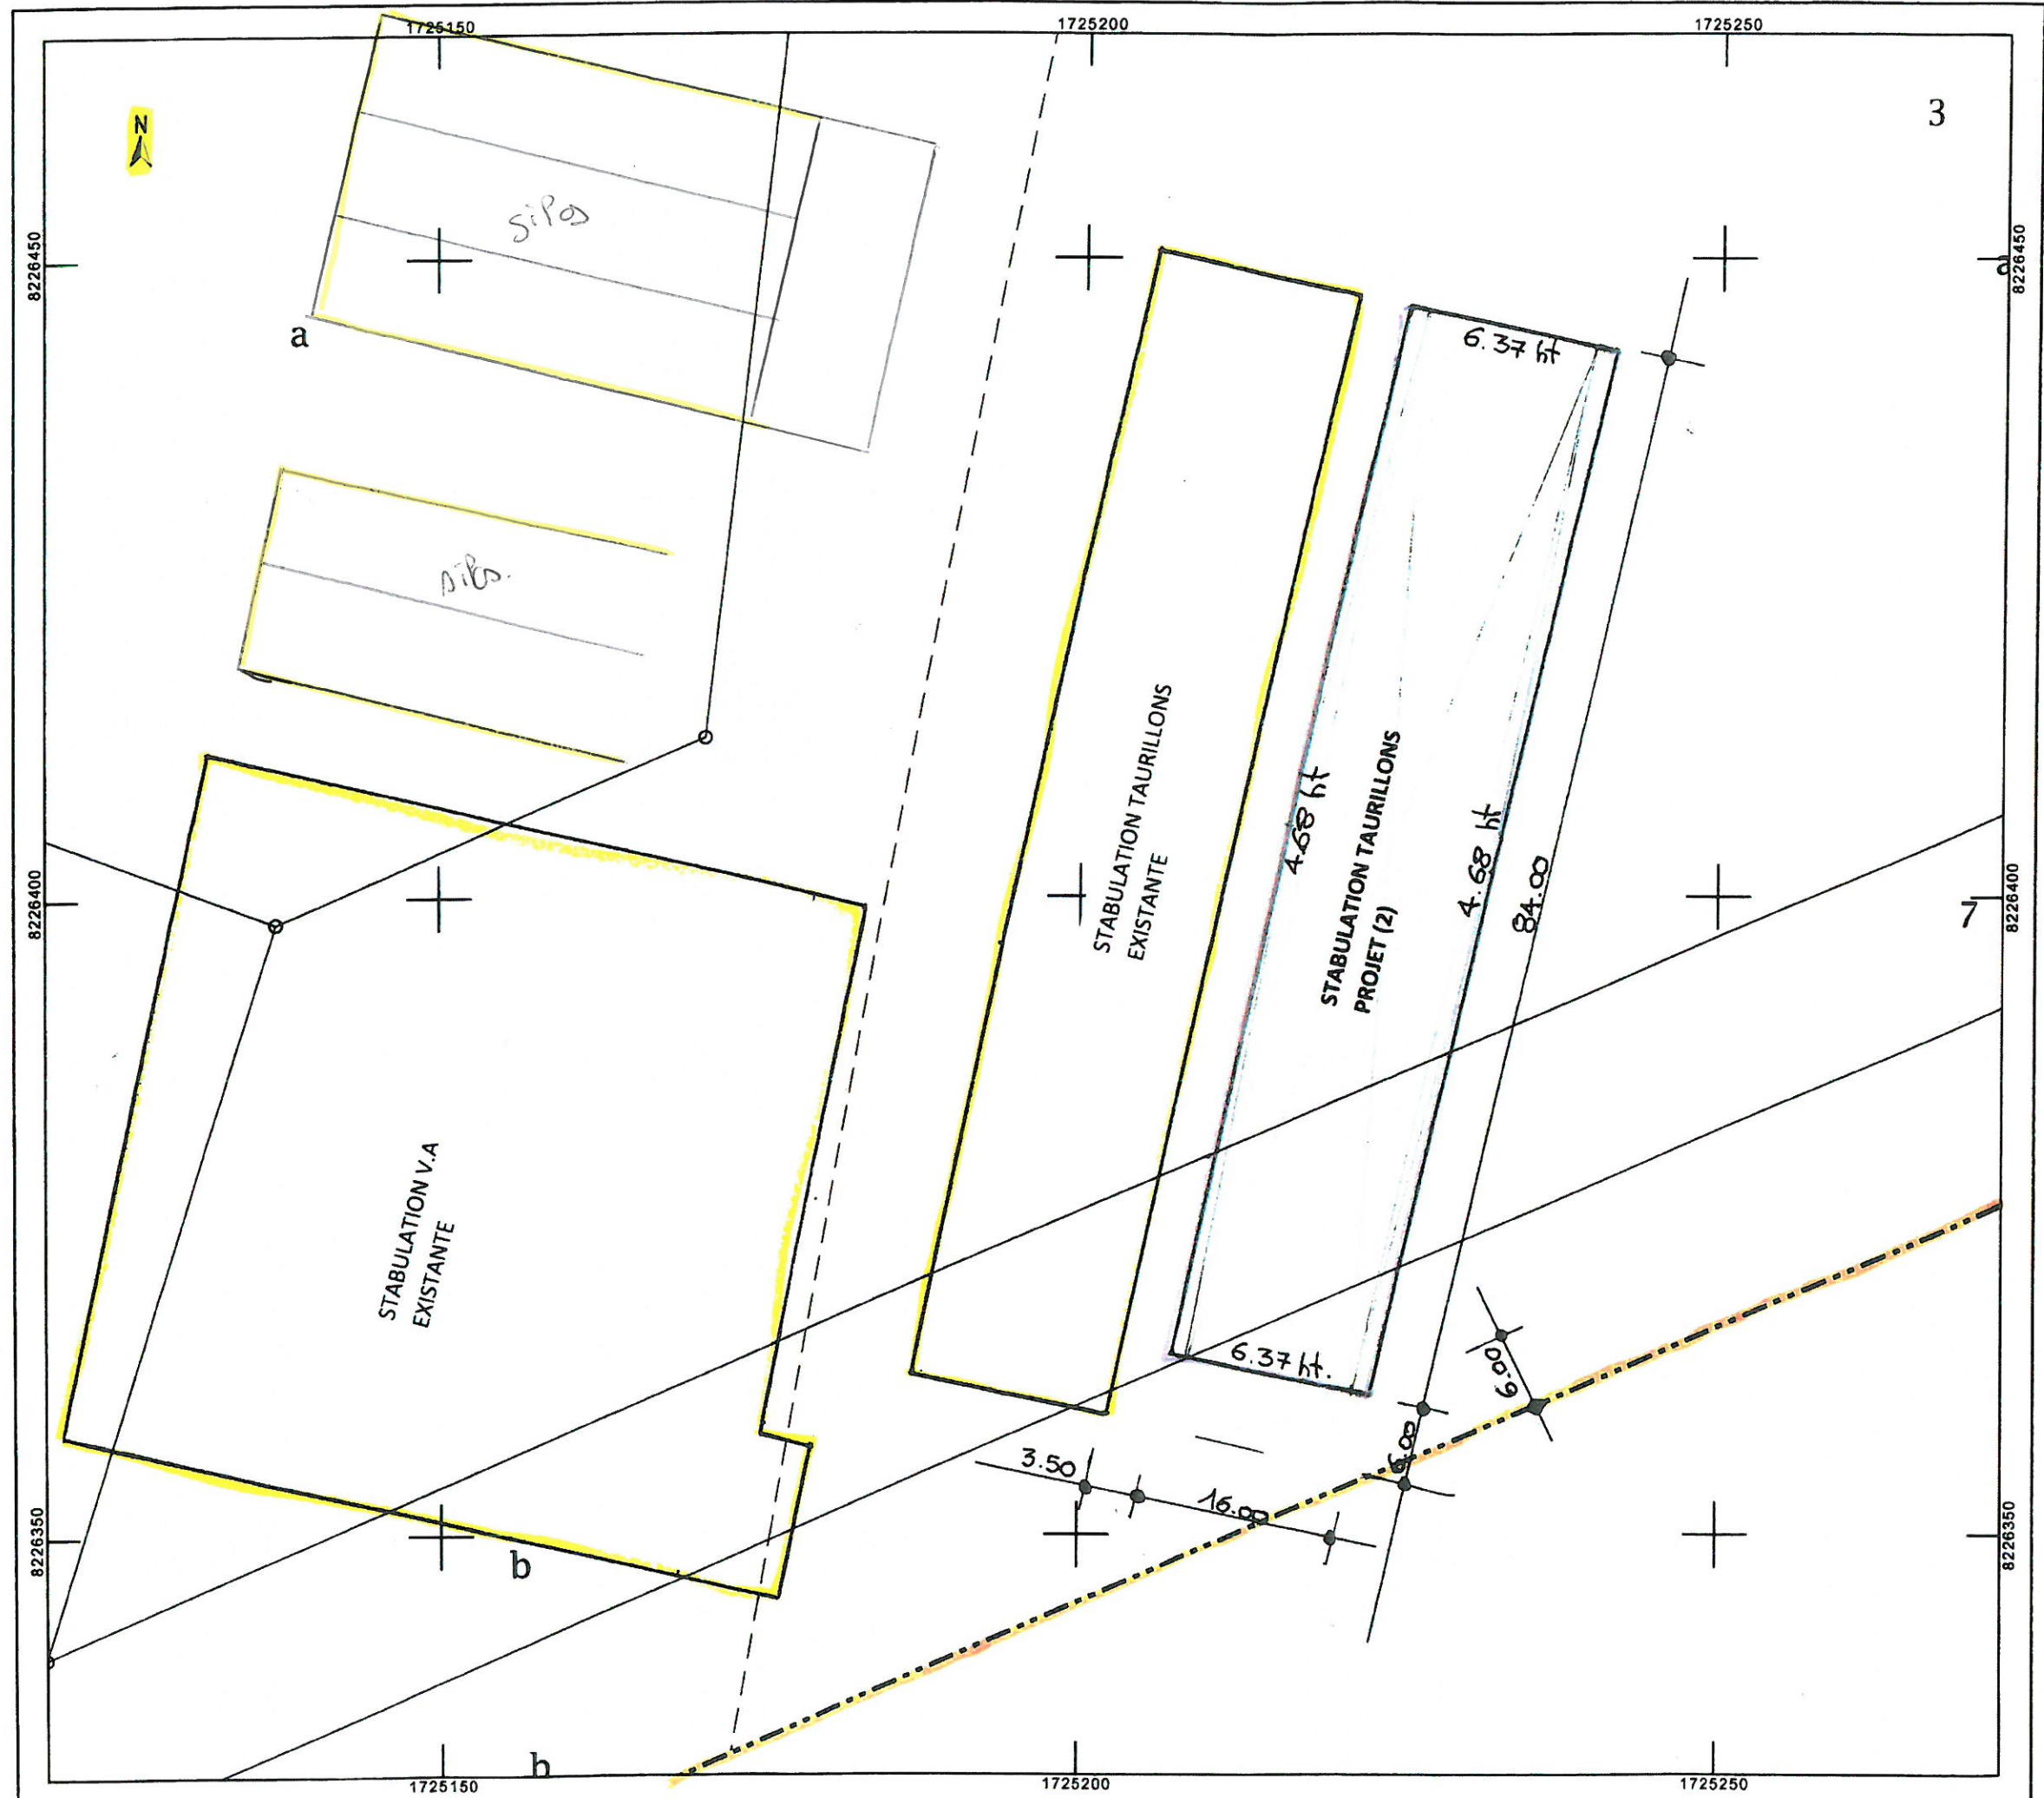 1725150
1725200
1725250
3
N
8226450
8226450
a
a
6.37 ht
STABULATION TAURILLONS
EXISTANTE
STABULATION TAURILLONS
PROJET (2)
4.68 ht
4.68 ht
84.00
8226400
8226400
7
STABULATION V.A
EXISTANTE
6.37 ht.
6.00
6.00
3.50
16.00
8226350
8226350
b
b
1725150
1725200
1725250